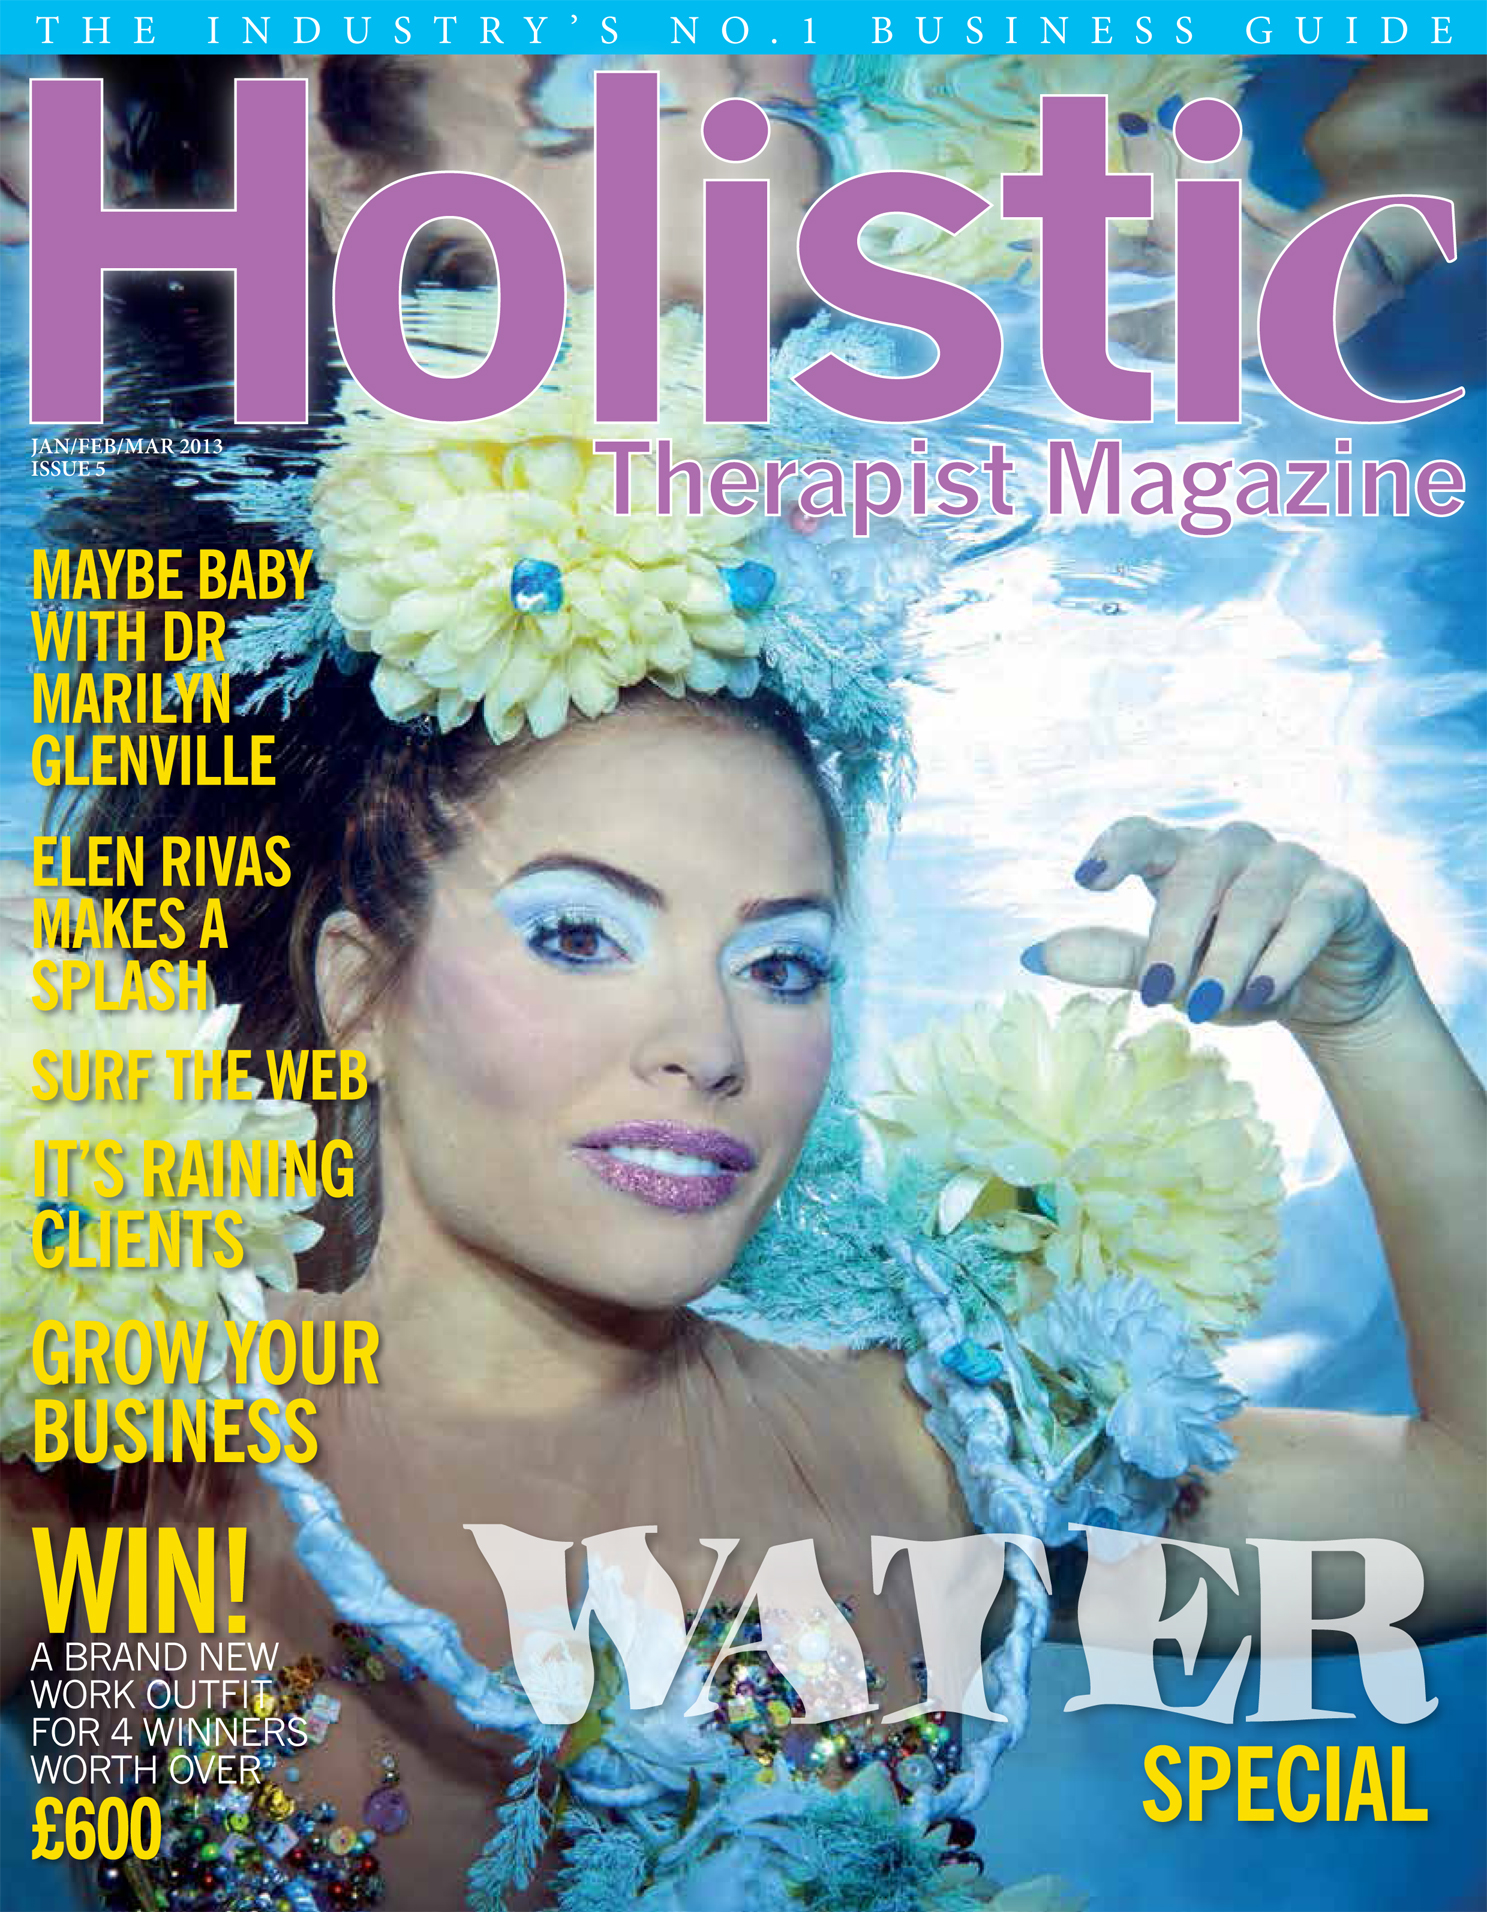 THE INDUSTRY'S NO.1 BUSINESS GUIDE
Holistic
Therapist Magazine
JAN/FEB/MAR 2013
ISSUE 5
MAYBE BABY
WITH DR
MARILYN
GLENVILLE
ELEN RIVAS
MAKES A
SPLASH
SURF THE WEB
IT'S RAINING
CLIENTS
GROW YOUR
BUSINESS
WIN!
A BRAND NEW
WORK OUTFIT
FOR 4 WINNERS
WORTH OVER
£600
WATER
SPECIAL